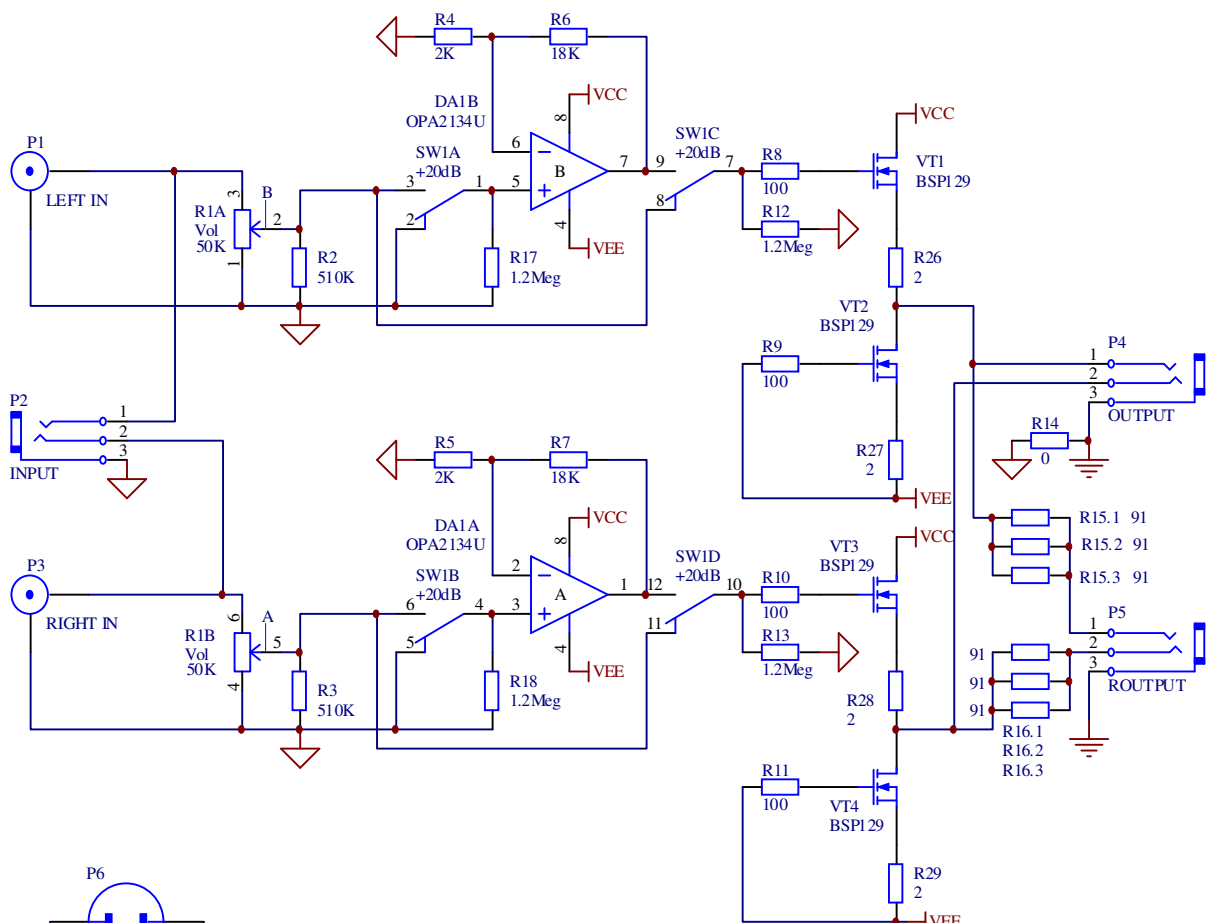 R4
2K
R6
18K
VCC
8
DA1B
OPA2134U
6
B
7
5
4
VEE
SW1A
+20dB
3
1
2
SW1C
+20dB
9
7
8
R8
100
R12
1.2Meg
VCC
VT1
BSP129
P1
LEFT IN
3
R1A
Vol
50K
B
2
1
R2
510K
R17
1.2Meg
R26
2
VT2
BSP129
R9
100
R27
2
VEE
P4
1
2
3
OUTPUT
R14
0
P2
1
2
3
INPUT
R5
2K
R7
18K
VCC
8
DA1A
OPA2134U
2
A
1
3
4
VEE
SW1B
+20dB
6
4
5
SW1D
+20dB
12
10
11
R10
100
R13
1.2Meg
VT3
BSP129
VCC
R15.1 91
R15.2 91
R15.3 91
P3
RIGHT IN
6
R1B
Vol
50K
A
5
4
R3
510K
R18
1.2Meg
R28
2
P5
1
2
3
ROUTPUT
91
91
91
R16.1
R16.2
R16.3
R11
100
VT4
BSP129
R29
2
VEE
P6